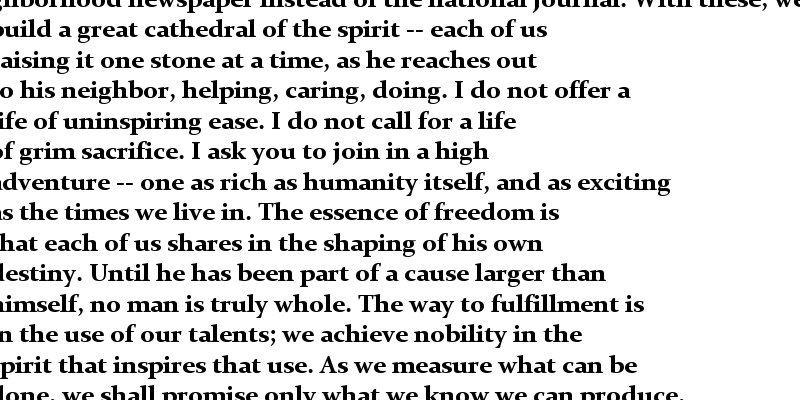 newspaper instead of the national journal. With these, we
build a great cathedral of the spirit -- each of us
raising it one stone at a time, as he reaches out
to his neighbor, helping, caring, doing. I do not offer a
life of uninspiring ease. I do not call for a life
of grim sacrifice. I ask you to join in a high
adventure -- one as rich as humanity itself, and as exciting
as the times we live in. The essence of freedom is
that each of us shares in the shaping of his own
destiny. Until he has been part of a cause larger than
himself, no man is truly whole. The way to fulfillment is
in the use of our talents; we achieve nobility in the
spirit that inspires that use. As we measure what can be
done, we shall promise only what we know we can produce.